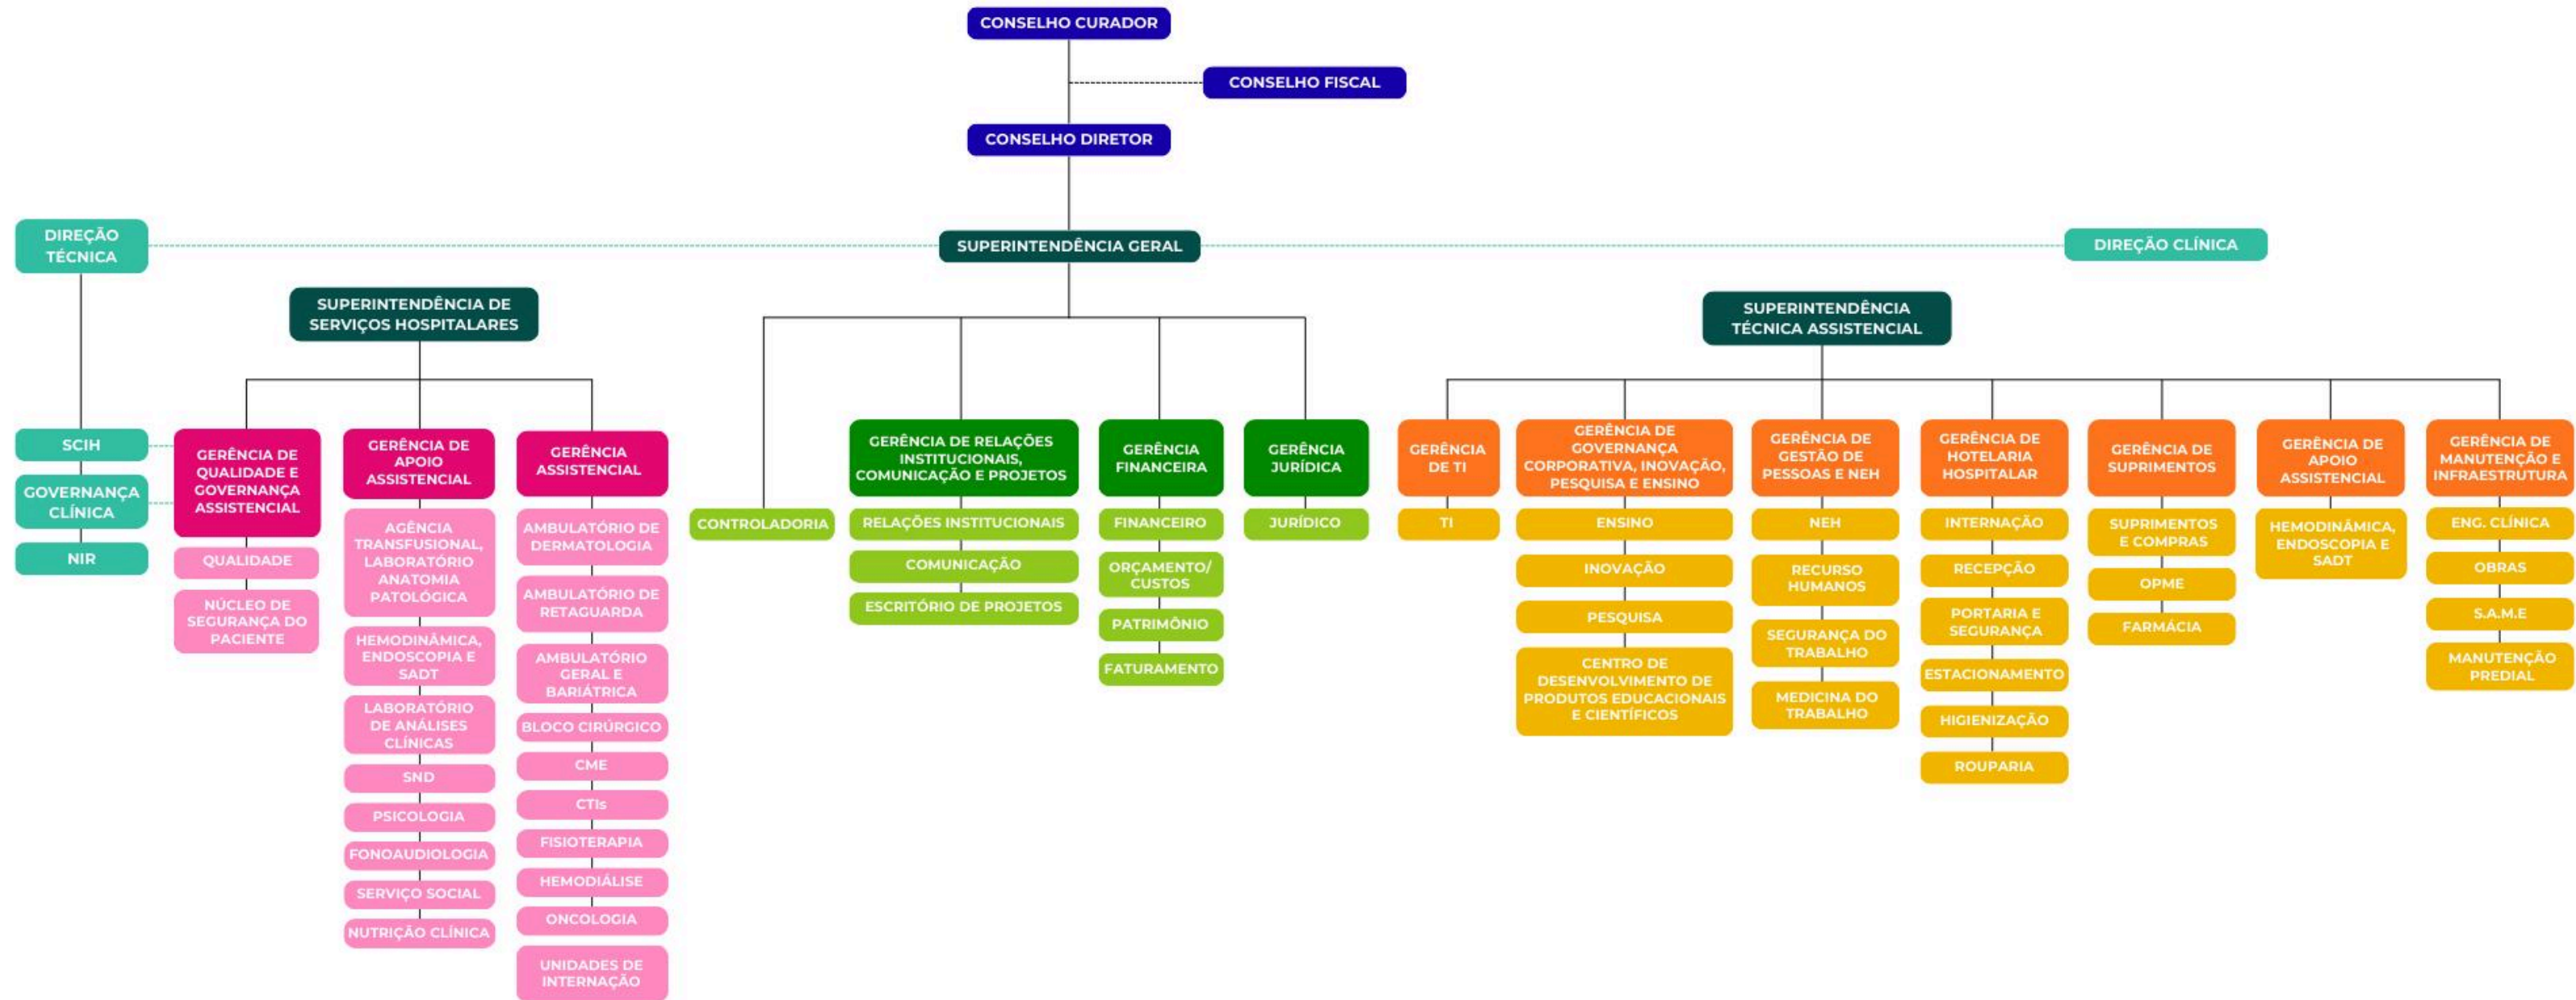 CONSELHO CURADOR
CONSELHO FISCAL
CONSELHO DIRETOR
DIREÇÃO
TÉCNICA
SUPERINTENDÊNCIA GERAL
DIREÇÃO CLÍNICA
SUPERINTENDÊNCIA DE
SERVIÇOS HOSPITALARES
SUPERINTENDÊNCIA
TÉCNICA ASSISTENCIAL
SCIH
GOVERNANÇA
CLÍNICA
NIR
GERÊNCIA DE
QUALIDADE E
GOVERNANÇA
ASSISTENCIAL
QUALIDADE
NÚCLEO DE
SEGURANÇA DO
PACIENTE
GERÊNCIA DE
APOIO
ASSISTENCIAL
AGÊNCIA
TRANSFUSIONAL,
LABORATÓRIO
ANATOMIA
PATOLÓGICA
HEMODINÂMICA,
ENDOSCOPIA E
SADT
LABORATÓRIO
DE ANÁLISES
CLÍNICAS
SND
PSICOLOGIA
FONOAUDIOLOGIA
SERVIÇO SOCIAL
NUTRIÇÃO CLÍNICA
GERÊNCIA
ASSISTENCIAL
AMBULATÓRIO DE
DERMATOLOGIA
AMBULATÓRIO DE
RETAGUARDA
AMBULATÓRIO
GERAL E
BARIÁTRICA
BLOCO CIRÚRGICO
CME
CTIs
FISIOTERAPIA
HEMODIÁLISE
ONCOLOGIA
UNIDADES DE
INTERNAÇÃO
CONTROLADORIA
GERÊNCIA DE RELAÇÕES
INSTITUCIONAIS,
COMUNICAÇÃO E PROJETOS
RELAÇÕES INSTITUCIONAIS
COMUNICAÇÃO
ESCRITÓRIO DE PROJETOS
GERÊNCIA
FINANCEIRA
FINANCEIRO
ORÇAMENTO/
CUSTOS
PATRIMÔNIO
FATURAMENTO
GERÊNCIA
JURÍDICA
JURÍDICO
GERÊNCIA
DE TI
TI
GERÊNCIA DE
GOVERNANÇA
CORPORATIVA, INOVAÇÃO,
PESQUISA E ENSINO
ENSINO
INOVAÇÃO
PESQUISA
CENTRO DE
DESENVOLVIMENTO DE
PRODUTOS EDUCACIONAIS
E CIENTÍFICOS
GERÊNCIA DE
GESTÃO DE
PESSOAS E NEH
NEH
RECURSO
HUMANOS
SEGURANÇA DO
TRABALHO
MEDICINA DO
TRABALHO
GERÊNCIA DE
HOTELARIA
HOSPITALAR
INTERNAÇÃO
RECEPÇÃO
PORTARIA E
SEGURANÇA
ESTACIONAMENTO
HIGIENIZAÇÃO
ROUPARIA
GERÊNCIA DE
SUPRIMENTOS
SUPRIMENTOS
E COMPRAS
OPME
FARMÁCIA
GERÊNCIA DE
APOIO
ASSISTENCIAL
HEMODINÂMICA,
ENDOSCOPIA E
SADT
GERÊNCIA DE
MANUTENÇÃO E
INFRAESTRUTURA
ENG. CLÍNICA
OBRAS
S.A.M.E
MANUTENÇÃO
PREDIAL